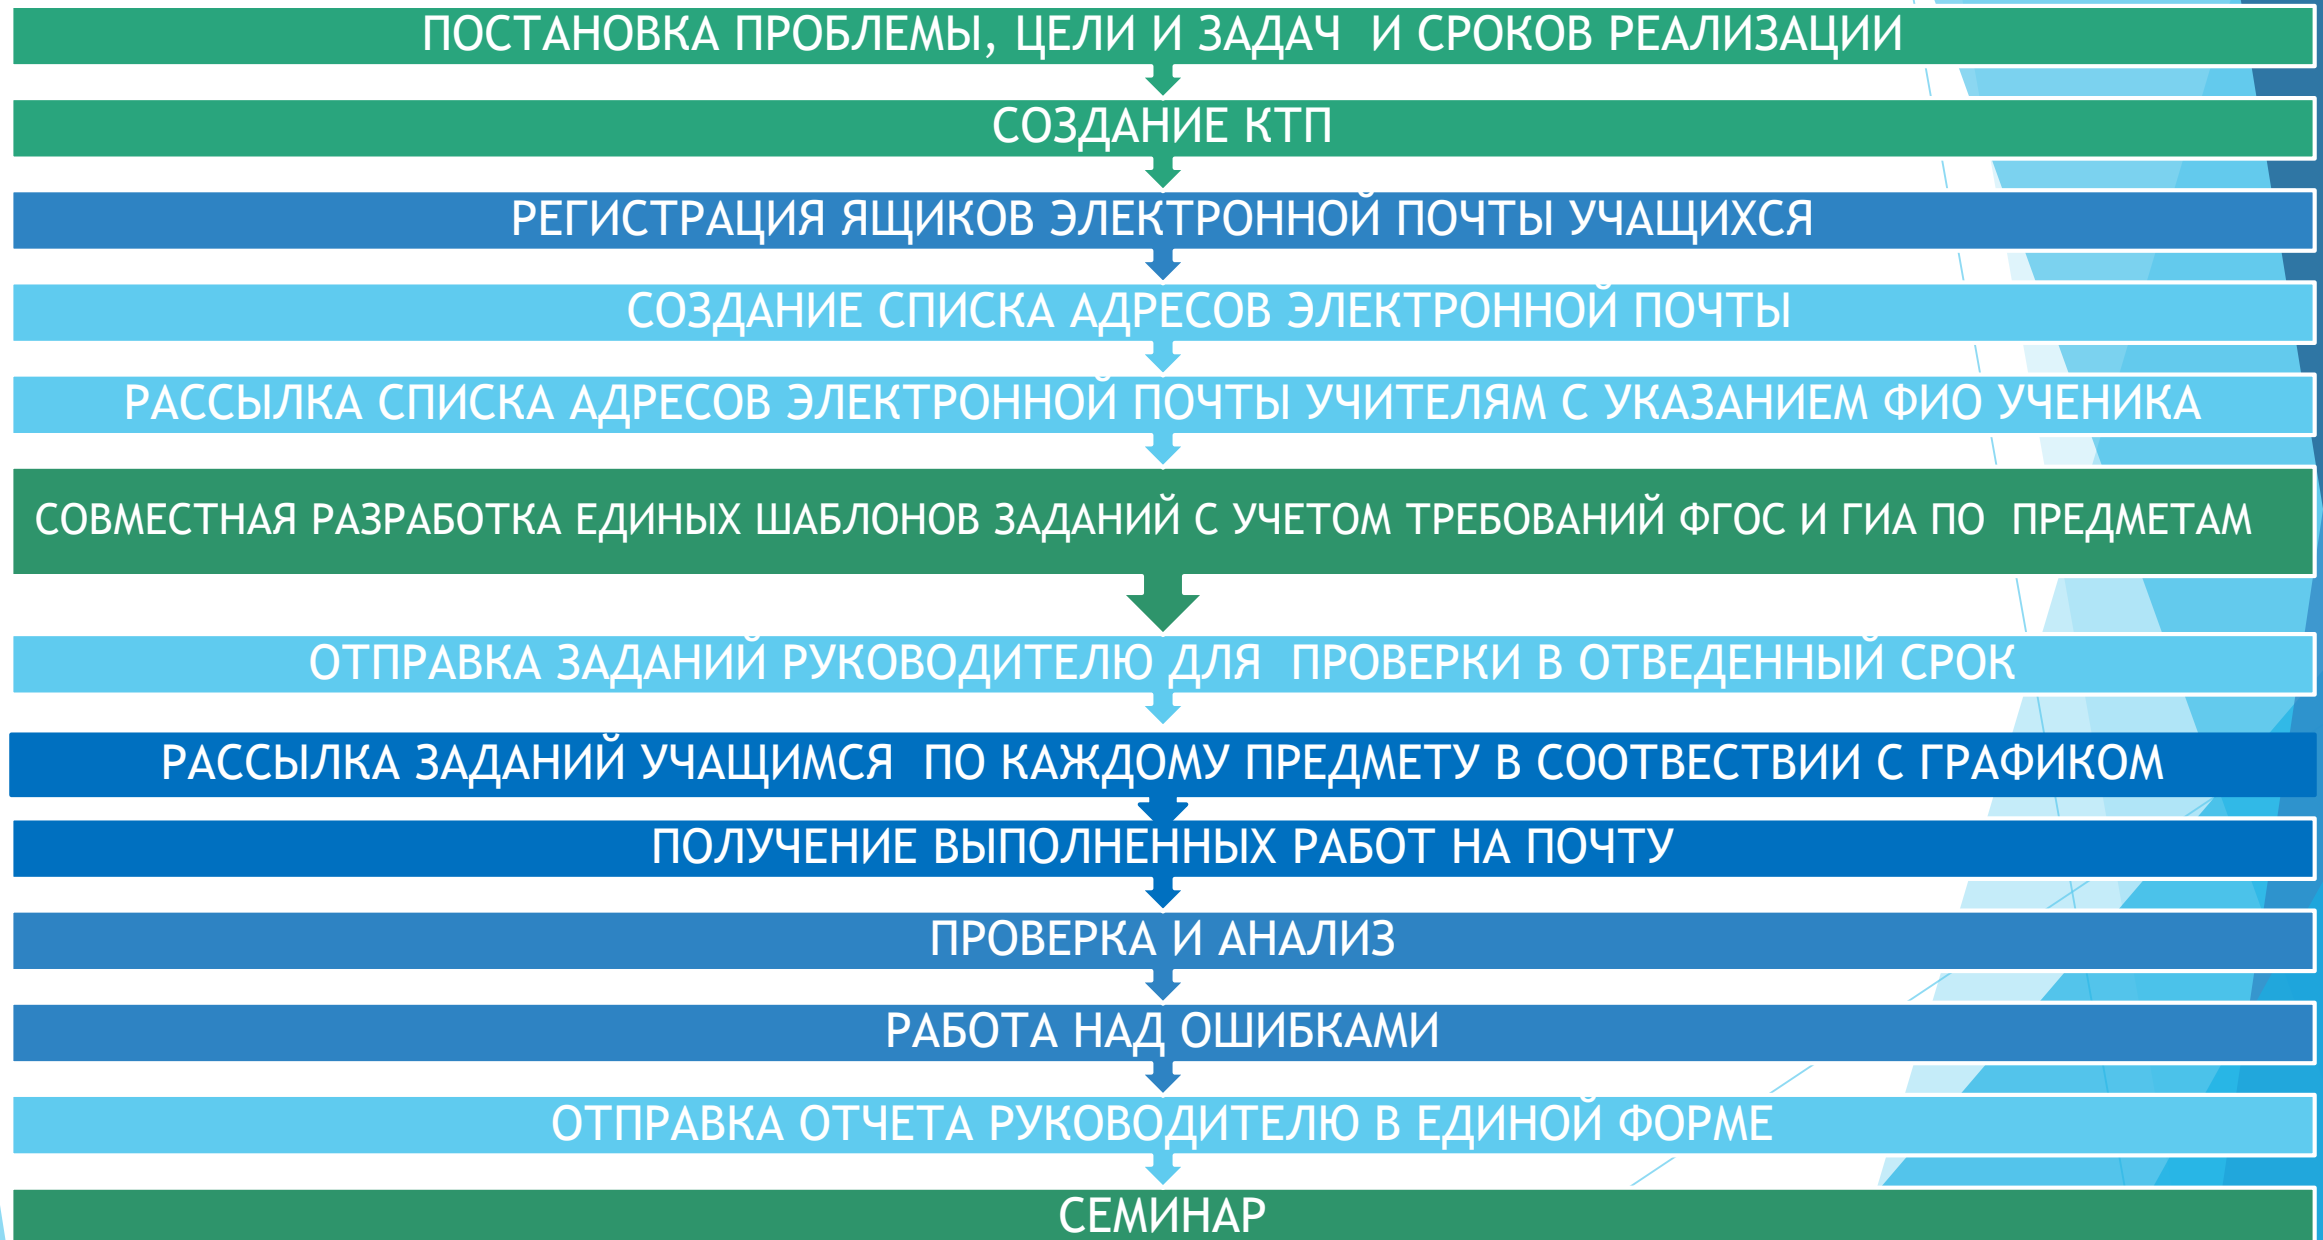 ПОСТАНОВКА ПРОБЛЕМЫ, ЦЕЛИ И ЗАДАЧ И СРОКОВ РЕАЛИЗАЦИИ
СОЗДАНИЕ КТП
РЕГИСТРАЦИЯ ЯЩИКОВ ЭЛЕКТРОННОЙ ПОЧТЫ УЧАЩИХСЯ
СОЗДАНИЕ СПИСКА АДРЕСОВ ЭЛЕКТРОННОЙ ПОЧТЫ
РАССЫЛКА СПИСКА АДРЕСОВ ЭЛЕКТРОННОЙ ПОЧТЫ УЧИТЕЛЯМ С УКАЗАНИЕМ ФИО УЧЕНИКА
СОВМЕСТНАЯ РАЗРАБОТКА ЕДИНЫХ ШАБЛОНОВ ЗАДАНИЙ С УЧЕТОМ ТРЕБОВАНИЙ ФГОС И ГИА ПО ПРЕДМЕТАМ
ОТПРАВКА ЗАДАНИЙ РУКОВОДИТЕЛЮ ДЛЯ ПРОВЕРКИ В ОТВЕДЕННЫЙ СРОК
РАССЫЛКА ЗАДАНИЙ УЧАЩИМСЯ ПО КАЖДОМУ ПРЕДМЕТУ В СООТВЕСТВИИ С ГРАФИКОМ
ПОЛУЧЕНИЕ ВЫПОЛНЕННЫХ РАБОТ НА ПОЧТУ
ПРОВЕРКА И АНАЛИЗ
РАБОТА НАД ОШИБКАМИ
ОТПРАВКА ОТЧЕТА РУКОВОДИТЕЛЮ В ЕДИНОЙ ФОРМЕ
СЕМИНАР